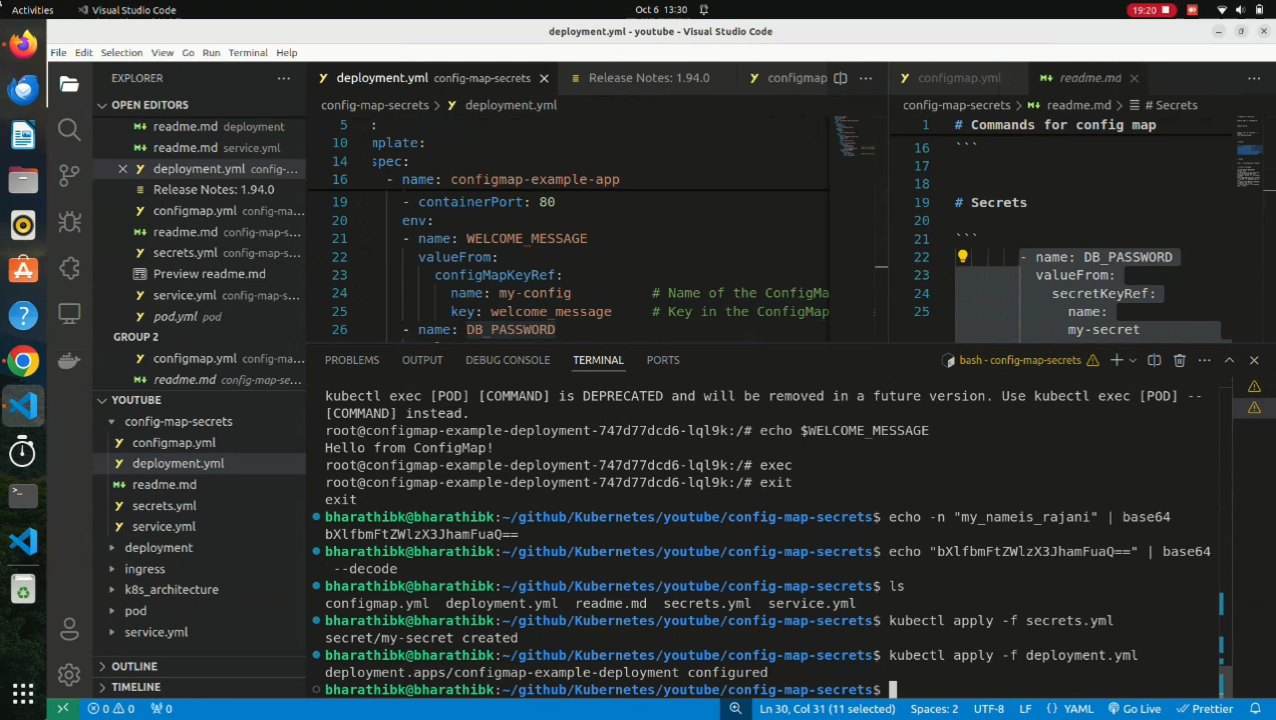 Activities
Visual Studio Code
Oct 6 13:30
19:20
deployment.yml - youtube - Visual Studio Code
File Edit Selection View Go Run Terminal Help
EXPLORER
OPEN EDITORS
readme.md deployment
readme.md service.yml
deployment.yml config-...
Release Notes: 1.94.0
configmap.yml config-ma...
readme.md config-map-s...
secrets.yml config-map-s...
Preview readme.md
service.yml config-map-s...
pod.yml pod
GROUP 2
configmap.yml config-ma...
readme.md config-map-se...
YOUTUBE
config-map-secrets
configmap.yml
deployment.yml
readme.md
secrets.yml
service.yml
deployment
ingress
k8s_architecture
pod
service.yml
OUTLINE
TIMELINE
deployment.yml config-map-secrets
Release Notes: 1.94.0
configmap
config-map-secrets > deployment.yml
5 :
10 mplate:
14 spec:
16 - name: configmap-example-app
19 - containerPort: 80
20 env:
21 - name: WELCOME_MESSAGE
22 valueFrom:
23 configMapKeyRef:
24 name: my-config # Name of the ConfigMa
25 key: welcome_message # Key in the ConfigMap
26 - name: DB_PASSWORD
configmap.yml
readme.md
config-map-secrets > readme.md > # Secrets
1 # Commands for config map
16 ```
17
18
19 # Secrets
20
21 ```
22 - name: DB_PASSWORD
23 valueFrom:
24 secretKeyRef:
25 name:
my-secret
PROBLEMS OUTPUT DEBUG CONSOLE TERMINAL PORTS
bash - config-map-secrets
kubectl exec [POD] [COMMAND] is DEPRECATED and will be removed in a future version. Use kubectl exec [POD] --
[COMMAND] instead.
root@configmap-example-deployment-747d77dcd6-lql9k:/# echo $WELCOME_MESSAGE
Hello from ConfigMap!
root@configmap-example-deployment-747d77dcd6-lql9k:/# exec
root@configmap-example-deployment-747d77dcd6-lql9k:/# exit
exit
bharathibk@bharathibk:~/github/Kubernetes/youtube/config-map-secrets$ echo -n "my_nameis_rajani" | base64
bXlfbmFtZWlzX3JhamFuaQ==
bharathibk@bharathibk:~/github/Kubernetes/youtube/config-map-secrets$ echo "bXlfbmFtZWlzX3JhamFuaQ==" | base64
--decode
bharathibk@bharathibk:~/github/Kubernetes/youtube/config-map-secrets$ ls
configmap.yml deployment.yml readme.md secrets.yml service.yml
bharathibk@bharathibk:~/github/Kubernetes/youtube/config-map-secrets$ kubectl apply -f secrets.yml
secret/my-secret created
bharathibk@bharathibk:~/github/Kubernetes/youtube/config-map-secrets$ kubectl apply -f deployment.yml
deployment.apps/configmap-example-deployment configured
bharathibk@bharathibk:~/github/Kubernetes/youtube/config-map-secrets$
0 0 0
Ln 30, Col 31 (11 selected) Spaces: 2 UTF-8 LF {} YAML Go Live Prettier